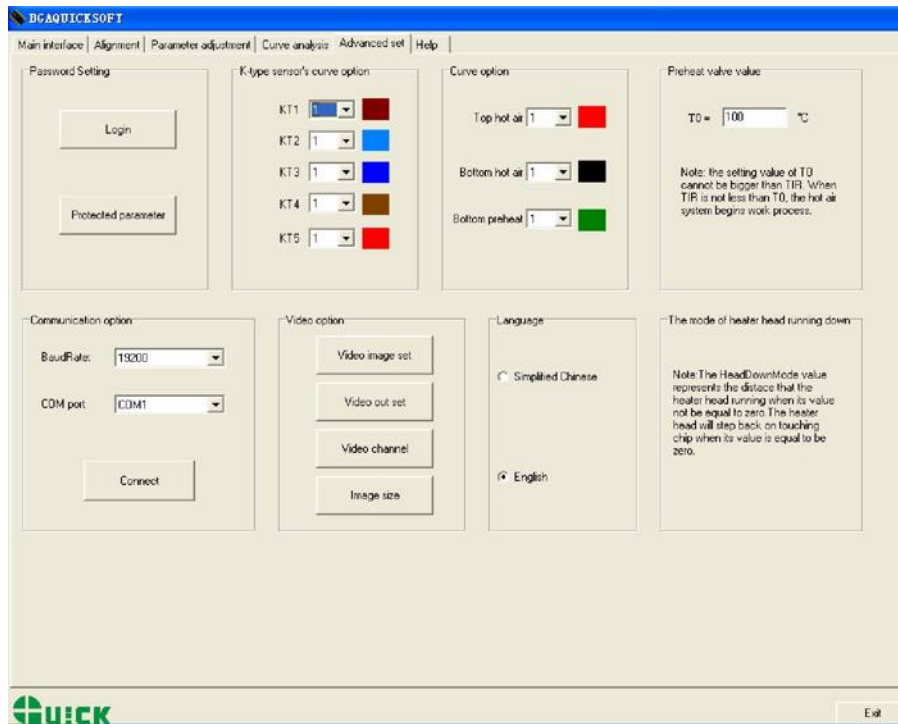 BGAQUICKSOFT
Main interface Alignment Parameter adjustment Curve analysis Advanced set Help
Password Setting
Login
Protected parameter
K-type sensor's curve option
KT1 1
KT2 1
KT3 1
KT4 1
KT5 1
Curve option
Top hot air 1
Bottom hot air 1
Bottom preheat 1
Preheat valve value
T0 = 100 °C
Note: the setting value of T0
cannot be bigger than TIR. When
TIR is not less than T0, the hot air
system begins work process.
Communication option
BaudRate: 19200
COM port COM1
Connect
Video option
Video image set
Video out set
Video channel
Image size
Language
Simplified Chinese
English
The mode of heater head running down
Note:The HeadDownMode value
represents the distace that the
heater head running when its value
not be equal to zero.The heater
head will step back on touching
chip when its value is equal to be
zero.
QUICK
Exit